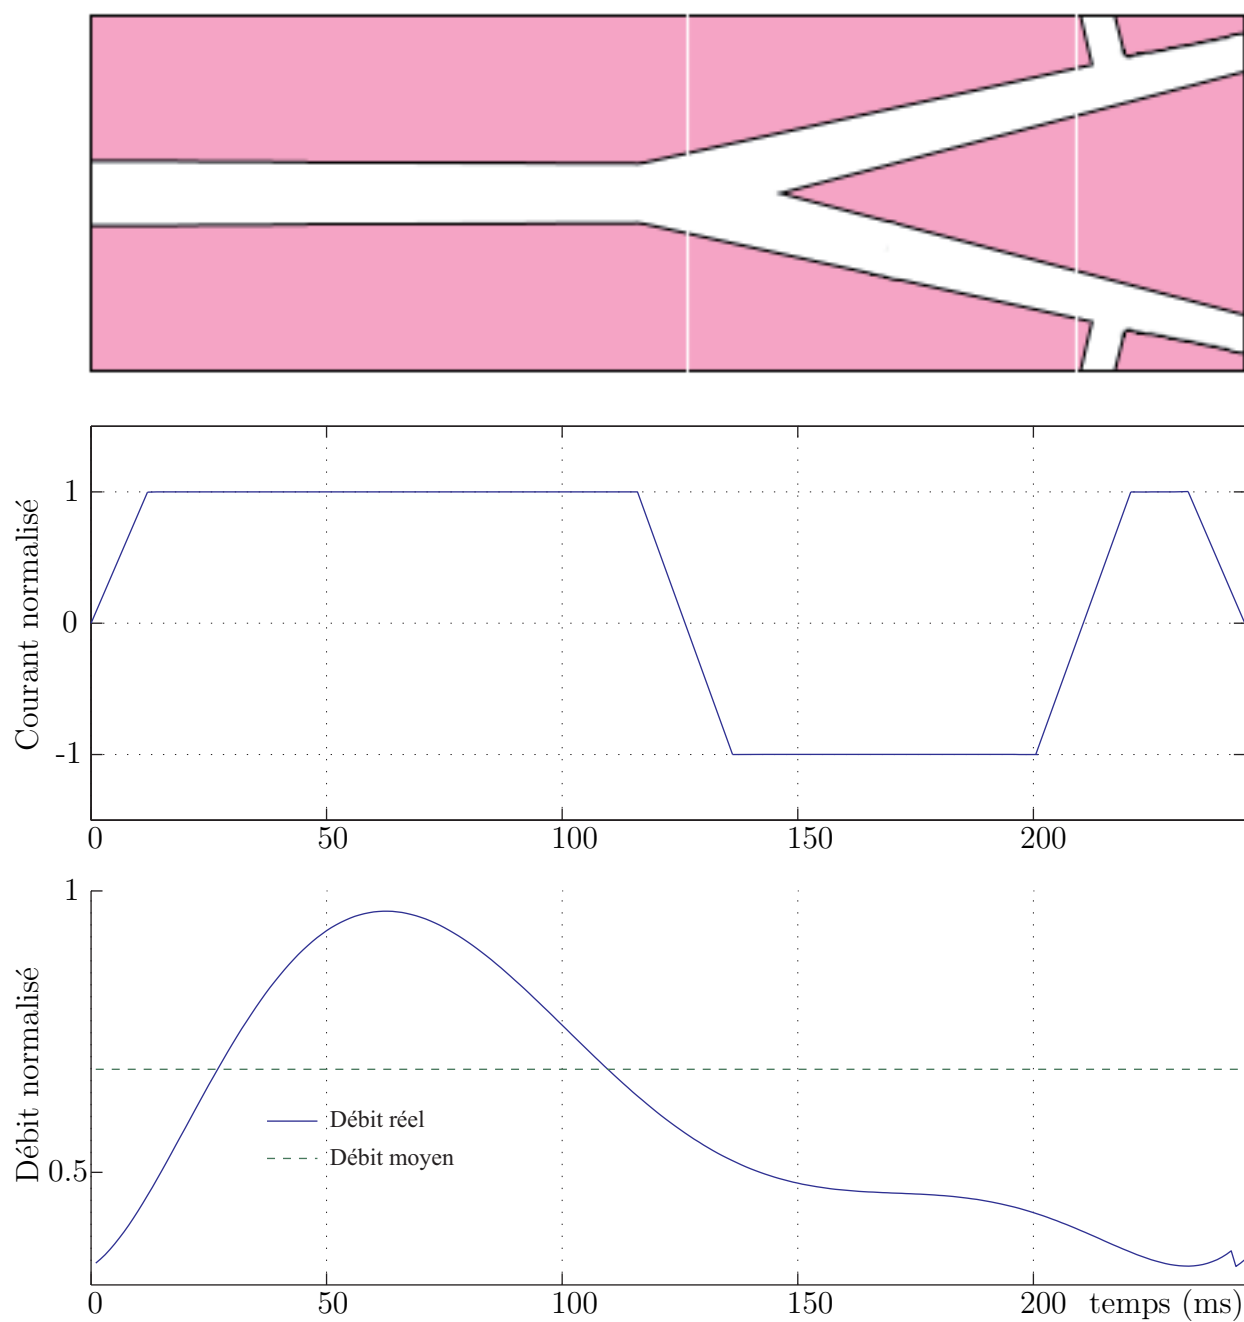 Courant normalisé
1
0
-1
0 50 100 150 200
Débit normalisé
1
0.5
Débit réel
Débit moyen
0 50 100 150 200 temps (ms)